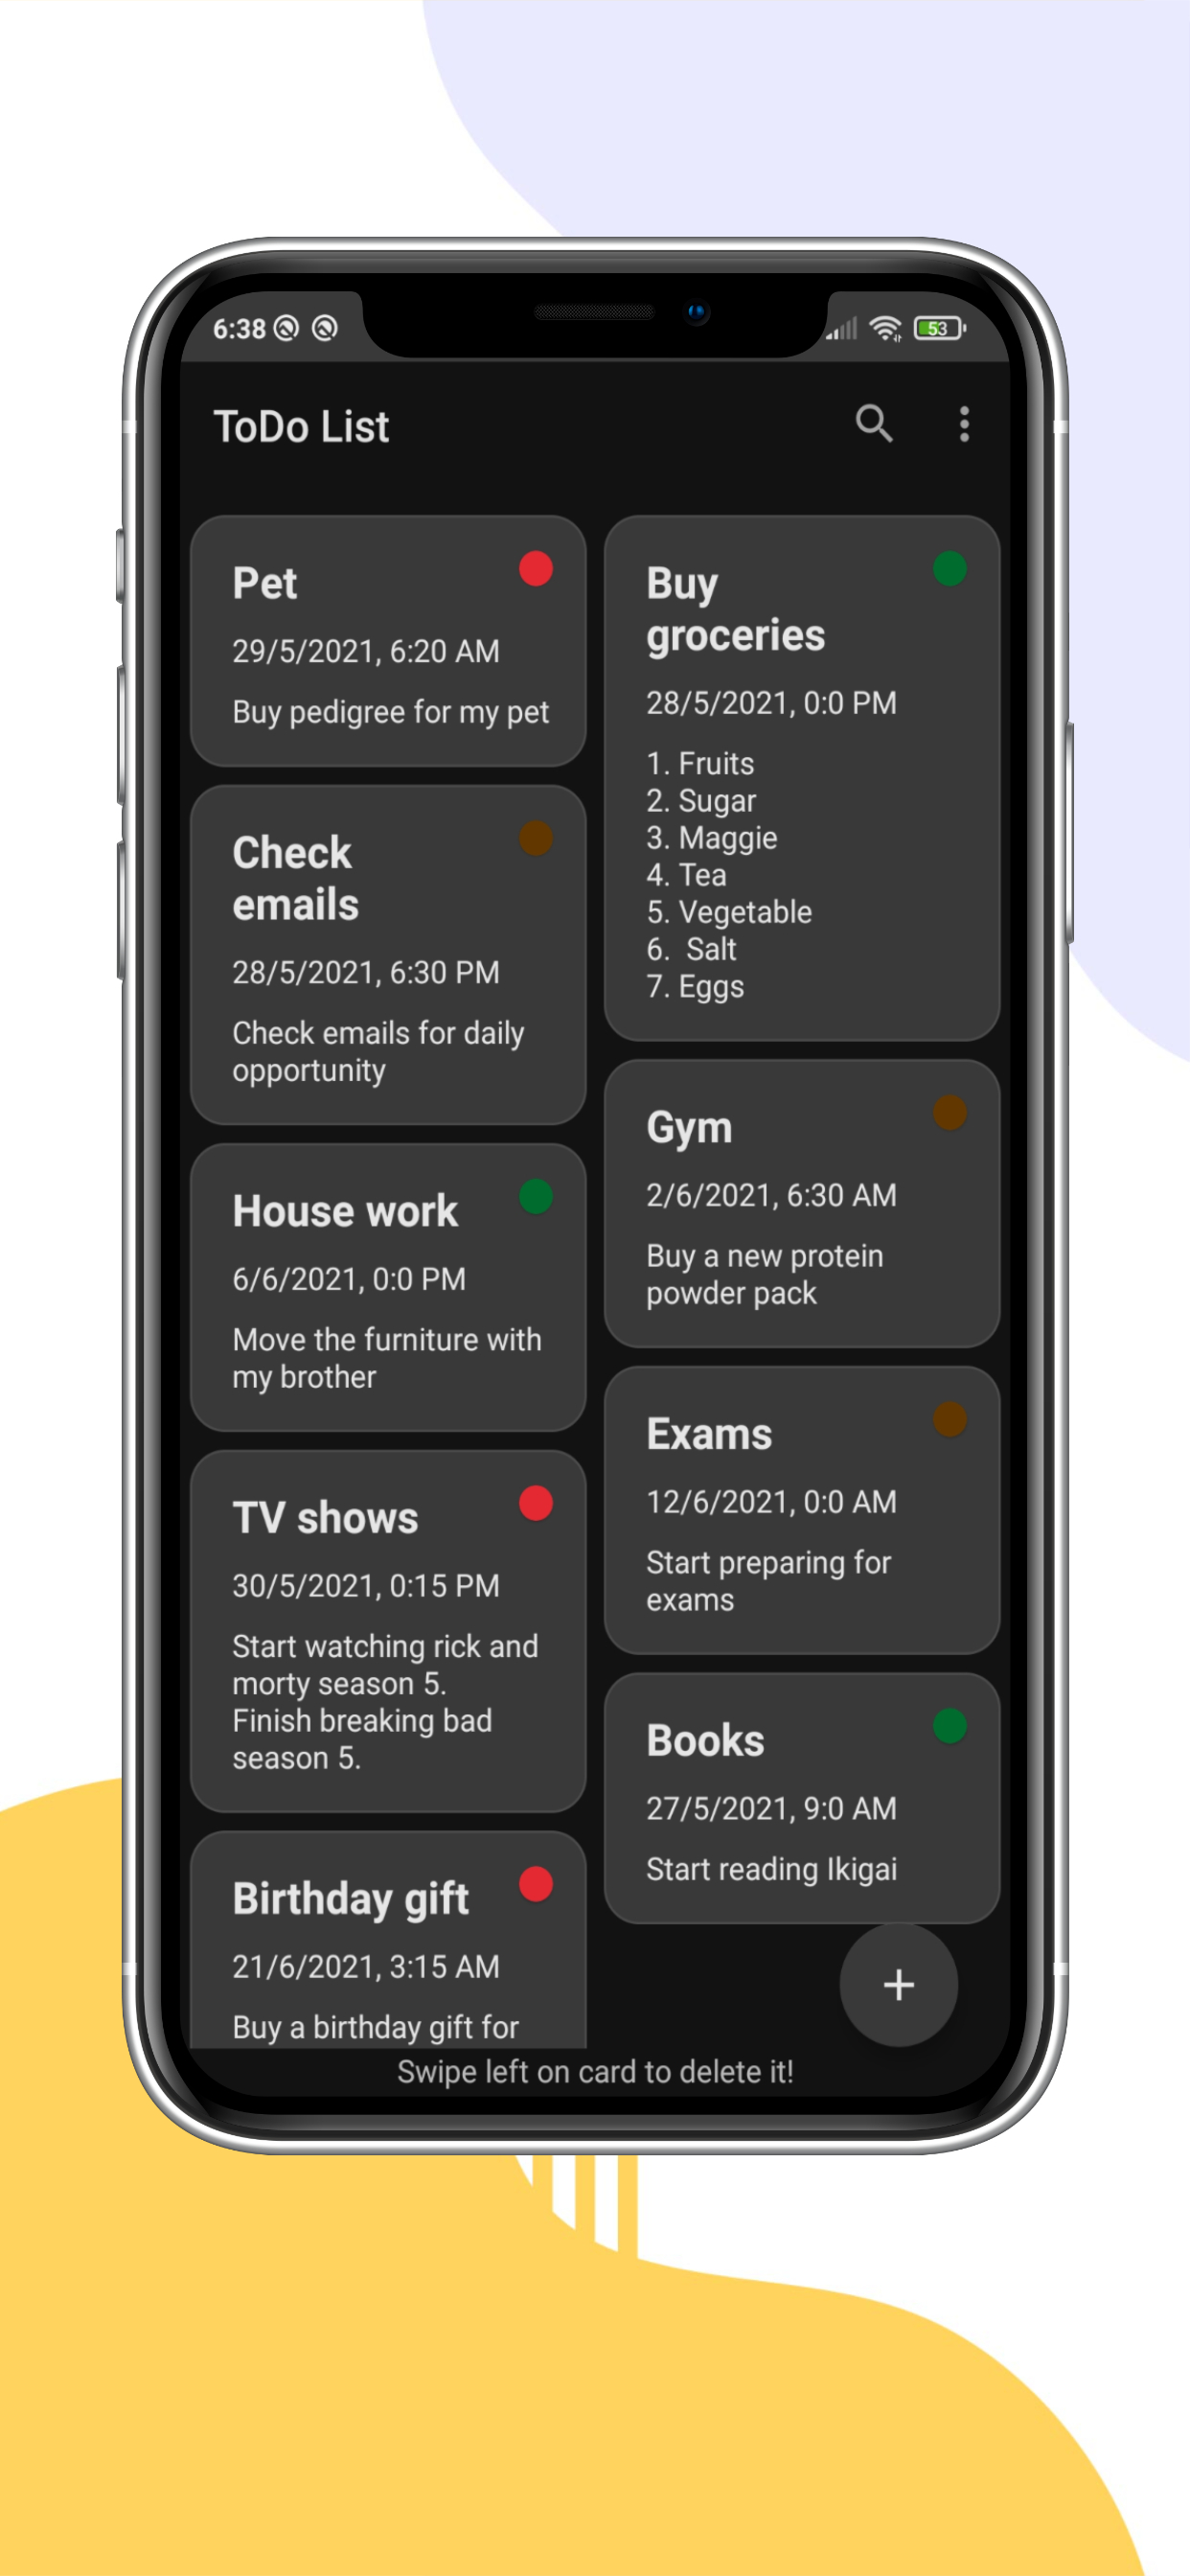 6:38
53
ToDo List
Pet
29/5/2021, 6:20 AM
Buy pedigree for my pet
Check
emails
28/5/2021, 6:30 PM
Check emails for daily
opportunity
House work
6/6/2021, 0:0 PM
Move the furniture with
my brother
TV shows
30/5/2021, 0:15 PM
Start watching rick and
morty season 5.
Finish breaking bad
season 5.
Birthday gift
21/6/2021, 3:15 AM
Buy a birthday gift for
Buy
groceries
28/5/2021, 0:0 PM
1. Fruits
2. Sugar
3. Maggie
4. Tea
5. Vegetable
6.  Salt
7. Eggs
Gym
2/6/2021, 6:30 AM
Buy a new protein
powder pack
Exams
12/6/2021, 0:0 AM
Start preparing for
exams
Books
27/5/2021, 9:0 AM
Start reading Ikigai
+
Swipe left on card to delete it!